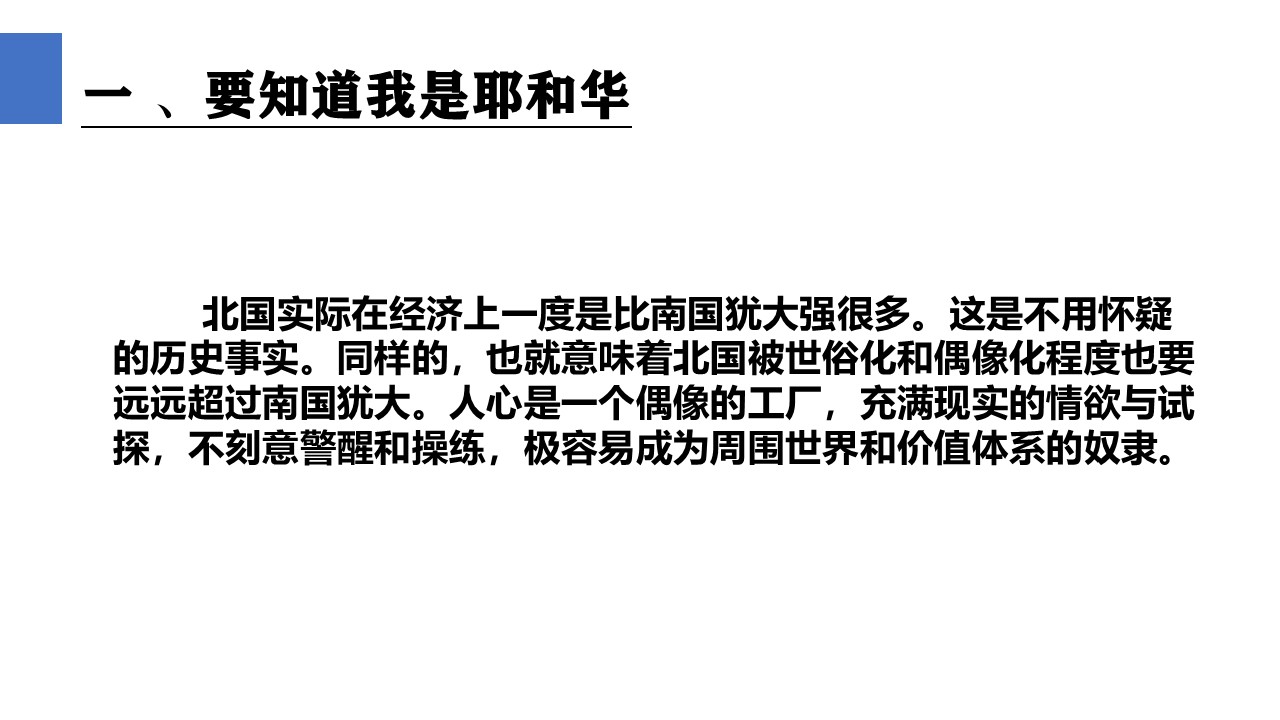 一 、要知道我是耶和华
北国实际在经济上一度是比南国犹大强很多。这是不用怀疑
的历史事实。同样的，也就意味着北国被世俗化和偶像化程度也要
远远超过南国犹大。人心是一个偶像的工厂，充满现实的情欲与试
探，不刻意警醒和操练，极容易成为周围世界和价值体系的奴隶。